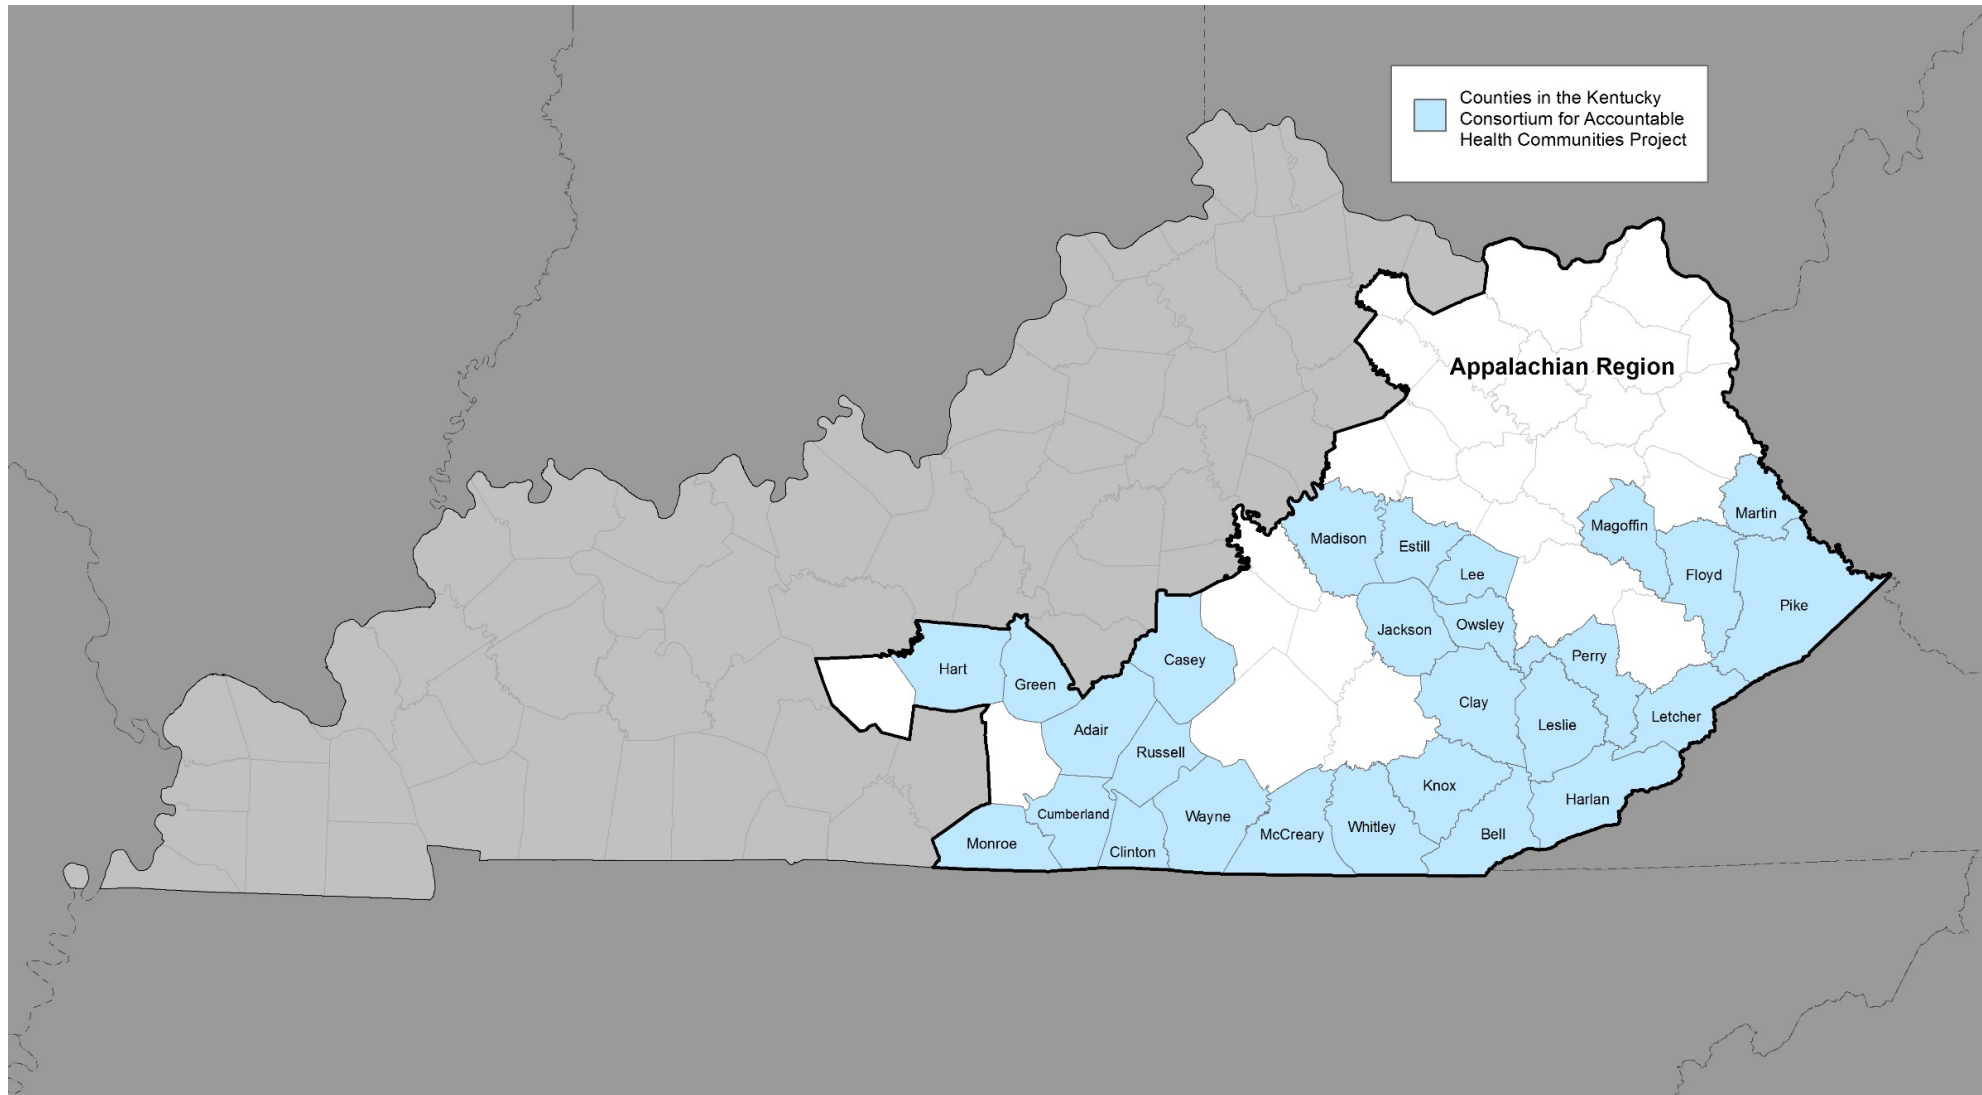 Counties in the Kentucky
Consortium for Accountable
Health Communities Project
Appalachian Region
Martin
Magoffin
Madison
Estill
Lee
Floyd
Pike
Owsley
Jackson
Perry
Casey
Hart
Green
Clay
Letcher
Leslie
Adair
Russell
Knox
Harlan
Cumberland
Wayne
Whitley
McCreary
Bell
Monroe
Clinton